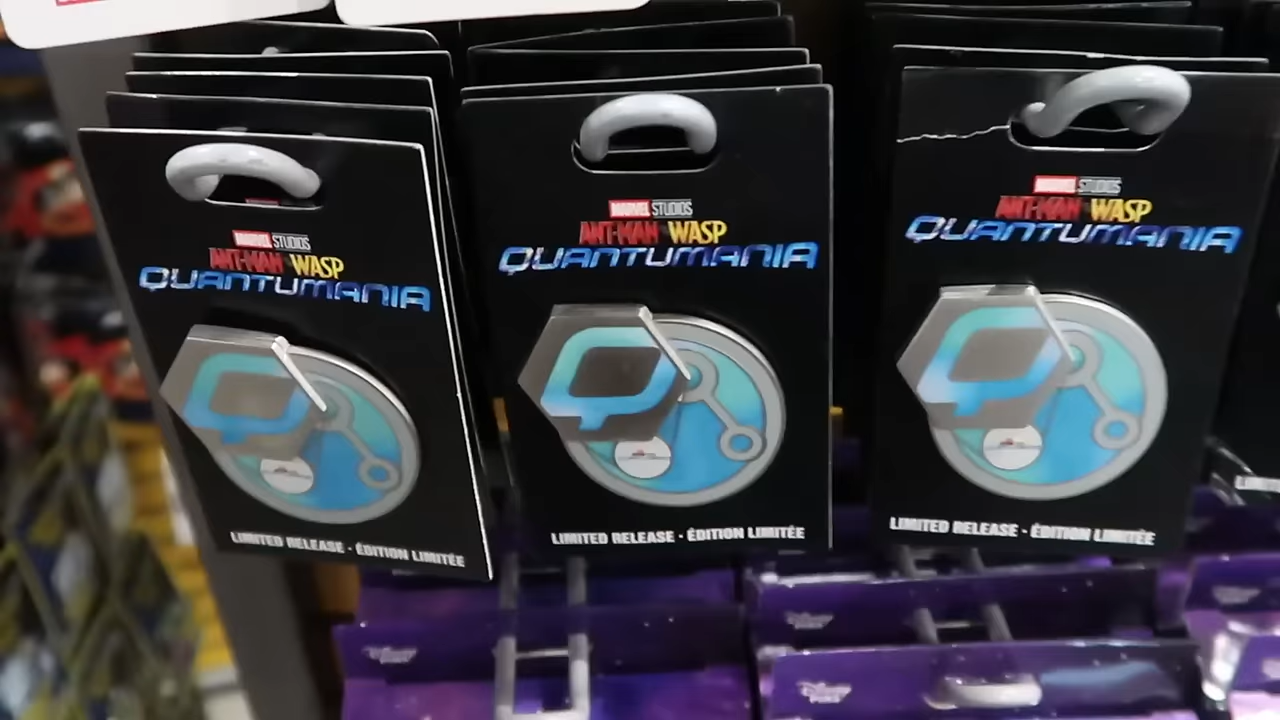 MARVEL STUDIOS
ANT-MAN WASP
QUANTUMANIA
LIMITED RELEASE · ÉDITION LIMITÉE
MARVEL STUDIOS
ANT-MAN WASP
QUANTUMANIA
LIMITED RELEASE · ÉDITION LIMITÉE
MARVEL STUDIOS
ANT-MAN WASP
QUANTUMANIA
LIMITED RELEASE · ÉDITION LIMITÉE
Disney